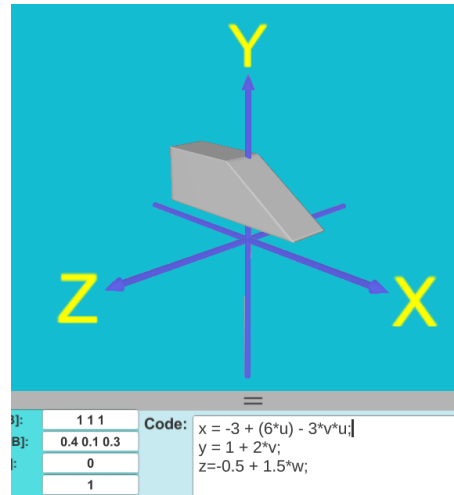 Y
Z
X
B]:
1 1 1
B]:
0.4 0.1 0.3
]:
0
1
Code:
x = -3 + (6*u) - 3*v*u;
y = 1 + 2*v;
z=-0.5 + 1.5*w;